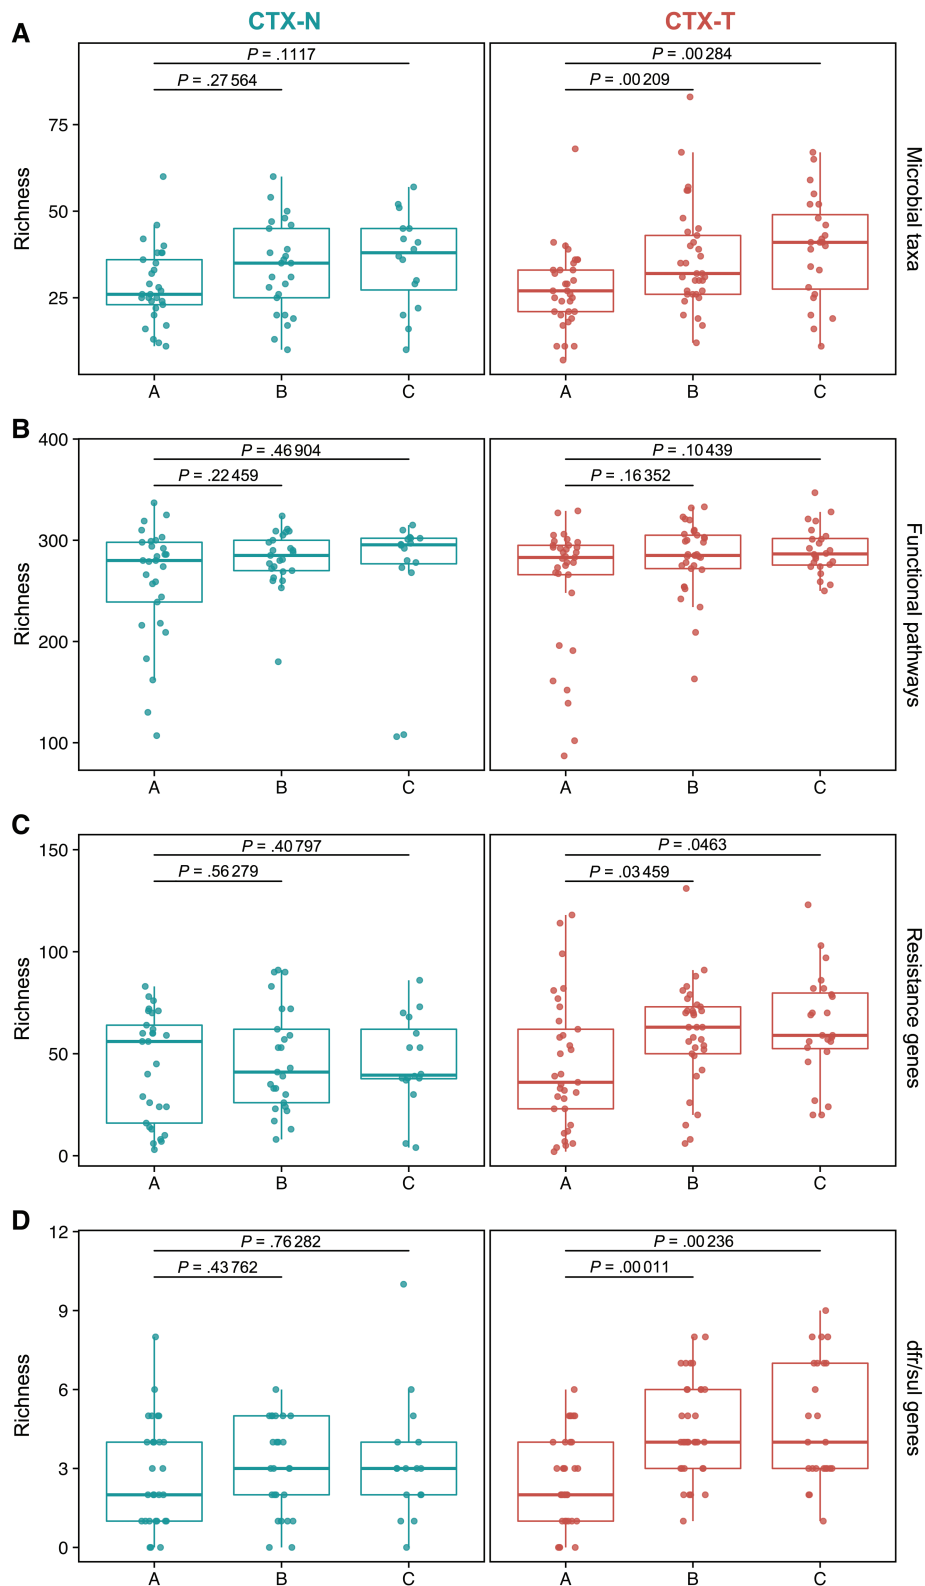 CTX-N CTX-T
A
P = .1117 P = .00284
P = .27564 P = .00209
75
50
25
Richness
Microbial taxa
A B C A B C
B
400
P = .46904 P = .10439
P = .22459 P = .16352
300
200
100
Richness
Functional pathways
A B C A B C
C
150
P = .40797 P = .0463
P = .56279 P = .03459
100
50
0
Richness
Resistance genes
A B C A B C
D
12
P = .76282 P = .00236
P = .43762 P = .00011
9
6
3
0
Richness
dfr/sul genes
A B C A B C